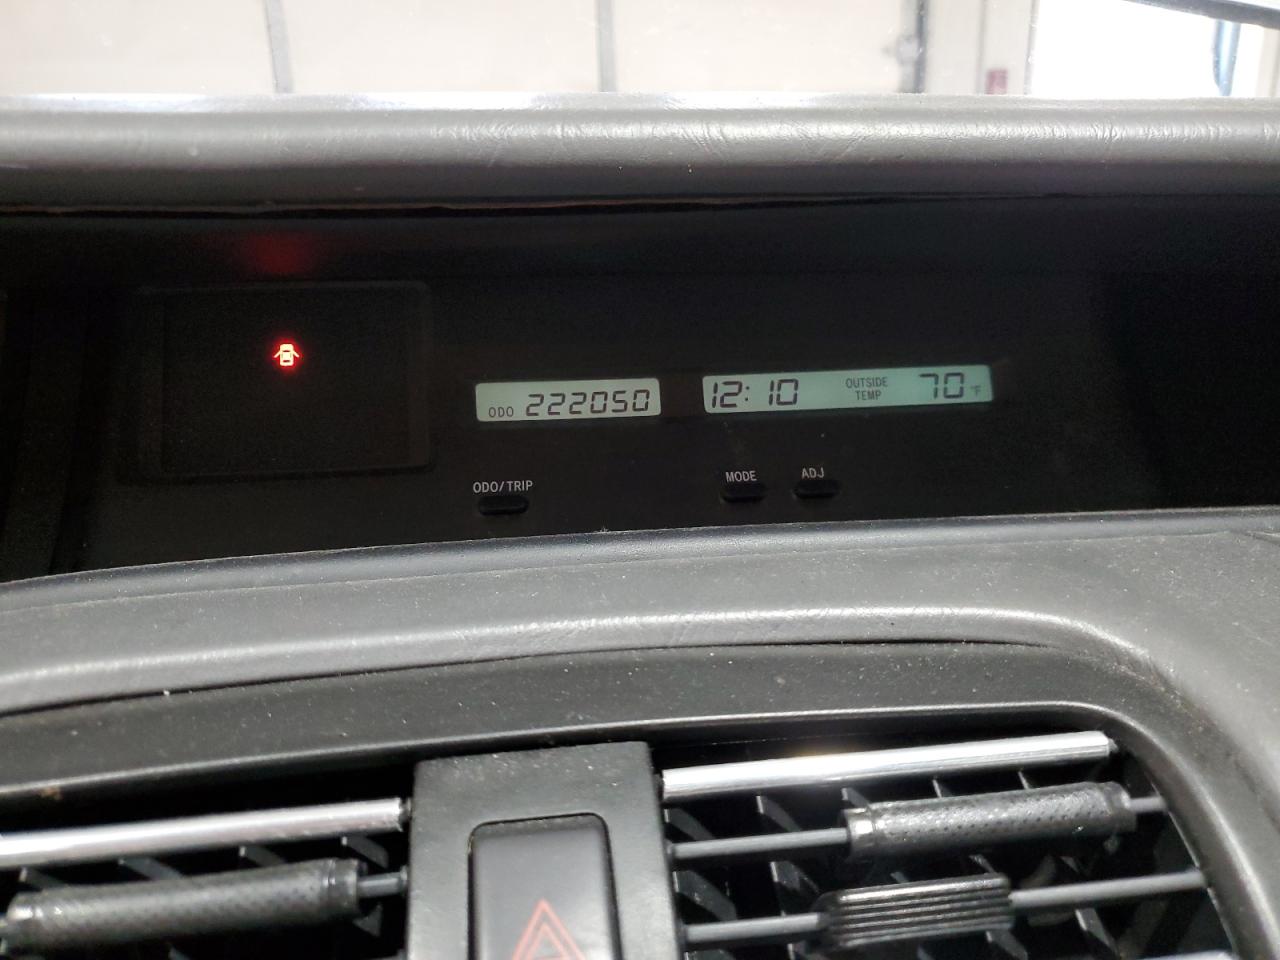 ODO 222050
12:10 OUTSIDE TEMP 70°F
ODO/TRIP
MODE
ADJ